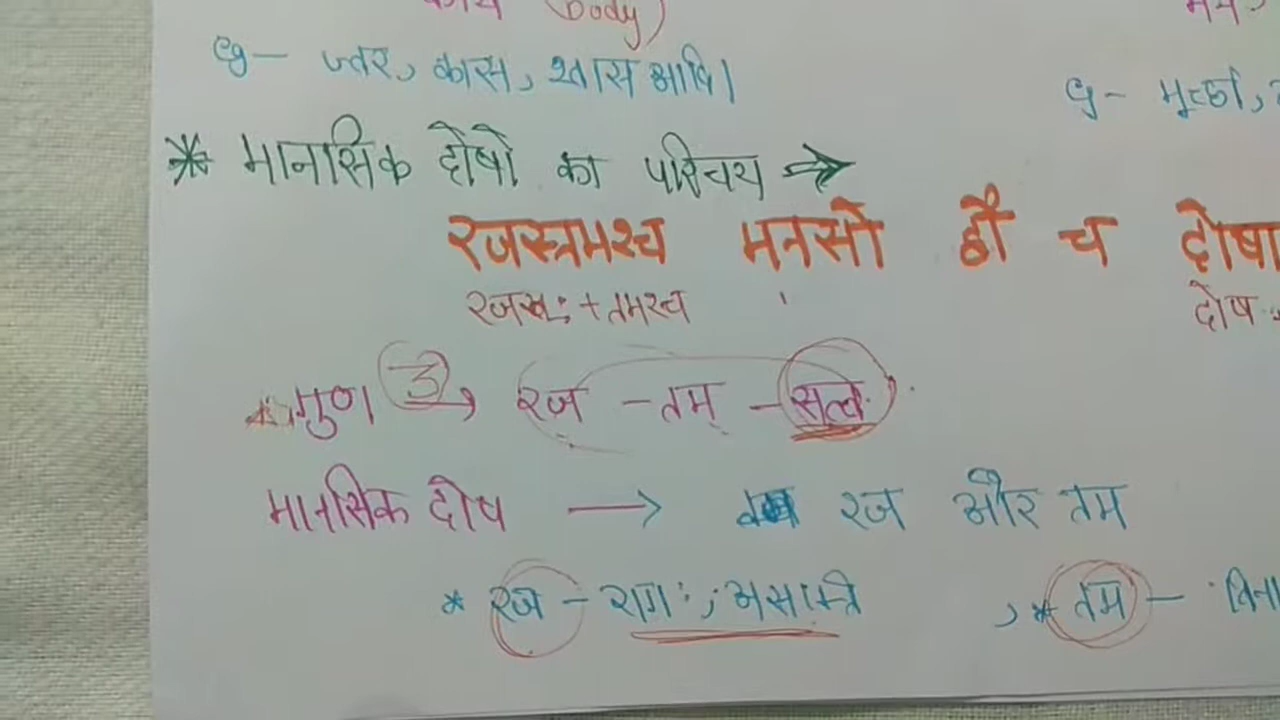 काय (Body)
eg- ज्वर, कास, श्वास आदि।
eg- मूर्च्छा,
* मानसिक दोषो का परिचय →
रजस्तमश्च मनसो द्वौ च दोषा
रजस्: + तमश्च दोष
* गुण 3 → रज - तम् - सत्व
मानसिक दोष → रज और तम
* रज - राग,
, * तम - विना